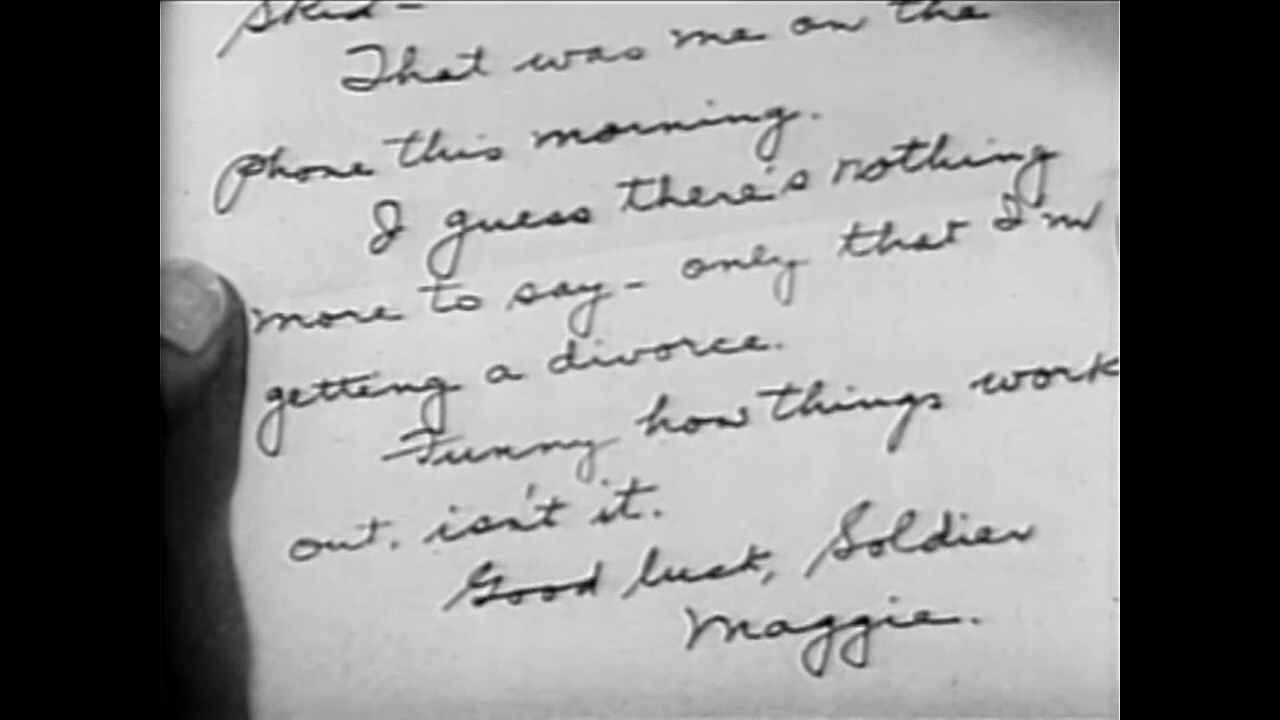 Skid-
That was me on the
phone this morning.
I guess there's nothing
more to say - only that I'm
getting a divorce.
Funny how things work
out. isn't it.
Good luck, Soldier
Maggie.